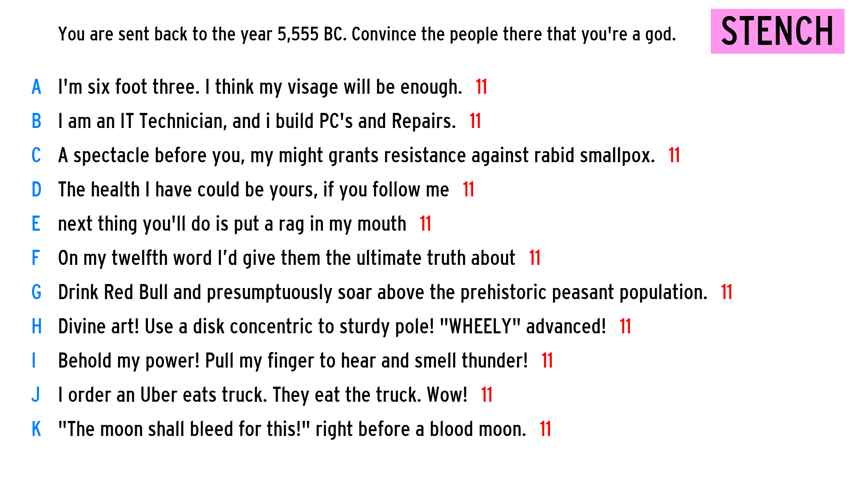 You are sent back to the year 5,555 BC. Convince the people there that you're a god.
STENCH
A I'm six foot three. I think my visage will be enough. 11
B I am an IT Technician, and i build PC's and Repairs. 11
C A spectacle before you, my might grants resistance against rabid smallpox. 11
D The health I have could be yours, if you follow me 11
E next thing you'll do is put a rag in my mouth 11
F On my twelfth word I'd give them the ultimate truth about 11
G Drink Red Bull and presumptuously soar above the prehistoric peasant population. 11
H Divine art! Use a disk concentric to sturdy pole! "WHEELY" advanced! 11
I Behold my power! Pull my finger to hear and smell thunder! 11
J I order an Uber eats truck. They eat the truck. Wow! 11
K "The moon shall bleed for this!" right before a blood moon. 11